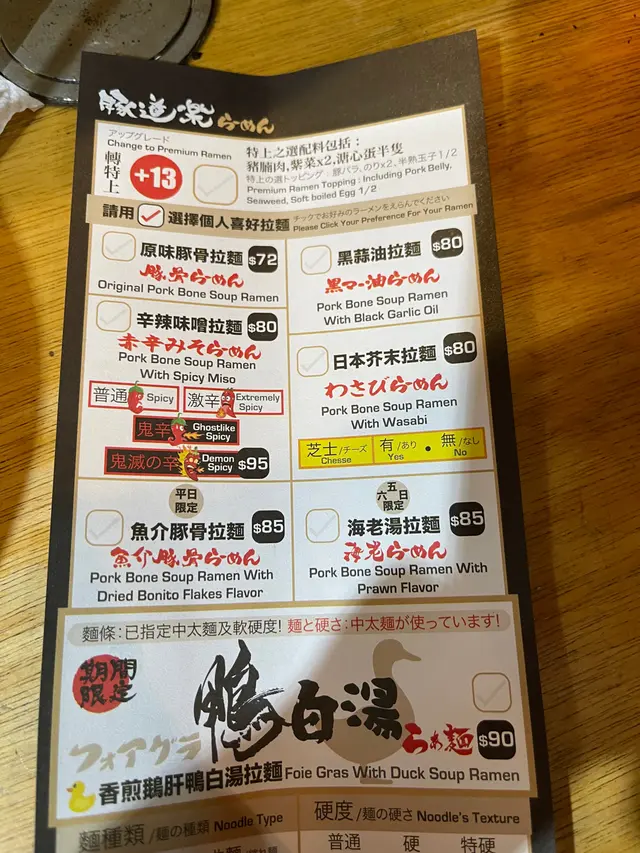 豚道楽らーめん
アップグレード
Change to Premium Ramen
轉特上
+13
特上之選配料包括：
豬腩肉,紫菜x2,溏心蛋半隻
特上の選トッピング：豚バラ、のりx2、半熟玉子1/2
Premium Ramen Topping : Including Pork Belly,
Seaweed, Soft boiled Egg 1/2
請用 選擇個人喜好拉麵
チックでお好みのラーメンをえらんでください
Please Click Your Preference For Your Ramen
原味豚骨拉麵 $72
豚骨らーめん
Original Pork Bone Soup Ramen
黑蒜油拉麵 $80
黒マー油らーめん
Pork Bone Soup Ramen
With Black Garlic Oil
辛辣味噌拉麵 $80
赤辛みそらーめん
Pork Bone Soup Ramen
With Spicy Miso
普通 Spicy
激辛 Extremely Spicy
鬼辛 Ghostlike Spicy
鬼滅の辛 Demon Spicy $95
日本芥末拉麵 $80
わさびらーめん
Pork Bone Soup Ramen
With Wasabi
芝士/チーズ 有/あり • 無/なし
Chesse Yes No
平日
限定
魚介豚骨拉麵 $85
魚介豚骨らーめん
Pork Bone Soup Ramen With
Dried Bonito Flakes Flavor
五
六 日
限定
海老湯拉麵 $85
海老らーめん
Pork Bone Soup Ramen With
Prawn Flavor
麵條：已指定中太麵及軟硬度! 麺と硬さ：中太麺が使っています!
期間
限定
鴨白湯
らぁ麺 $90
フォアグラ
香煎鵝肝鴨白湯拉麵 Foie Gras With Duck Soup Ramen
麵種類/麺の種類 Noodle Type
硬度/麺の硬さ Noodle's Texture
普通 硬 特硬